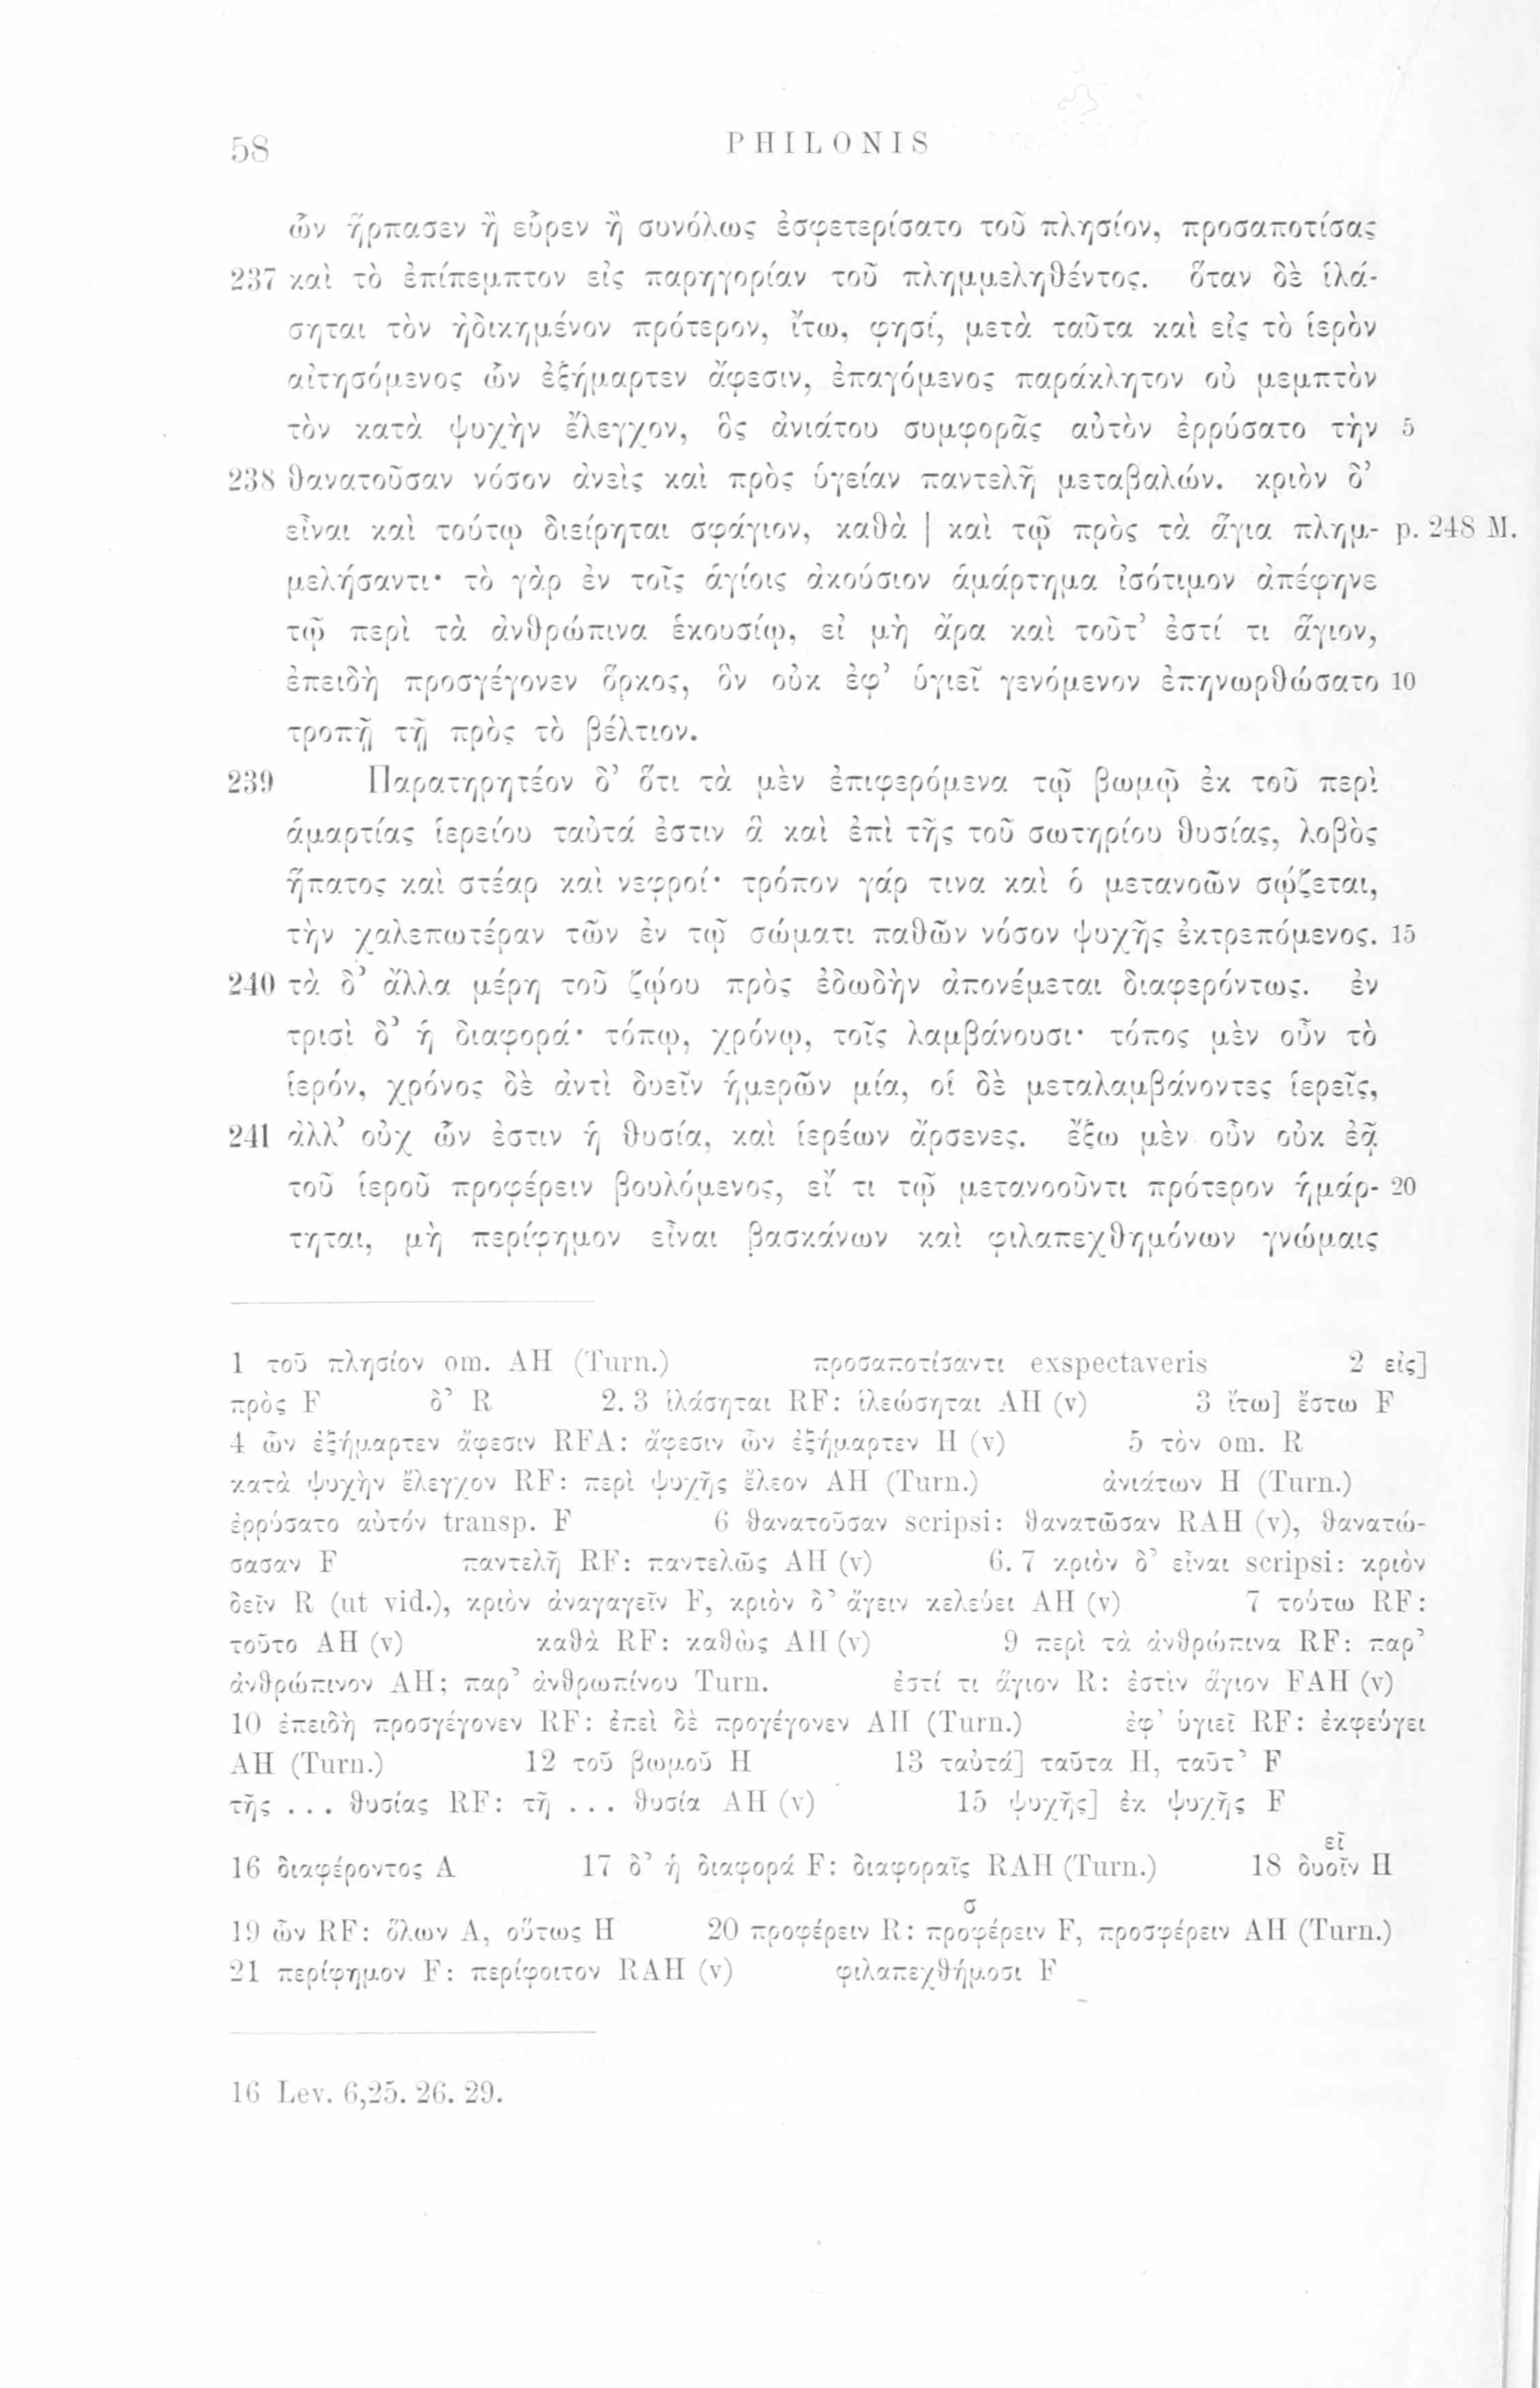 58
PHILONIS
ὧν ἥρπασεν ἢ εὗρεν ἢ συνόλως ἐσφετερίσατο τοῦ πλησίον, προσαποτίσας
237 καὶ τὸ ἐπίπεμπτον εἰς παρηγορίαν τοῦ πλημμεληθέντος. ὅταν δὲ ἱλά-
σηται τὸν ἠδικημένον πρότερον, ἴτω, φησί, μετὰ ταῦτα καὶ εἰς τὸ ἱερὸν
αἰτησόμενος ὧν ἐξήμαρτεν ἄφεσιν, ἐπαγόμενος παράκλητον οὐ μεμπτὸν
τὸν κατὰ ψυχὴν ἔλεγχον, ὃς ἀνιάτου συμφορᾶς αὐτὸν ἐρρύσατο τὴν 5
238 θανατοῦσαν νόσον ἀνεὶς καὶ πρὸς ὑγείαν παντελῆ μεταβαλών. κριὸν δ’
εἶναι καὶ τούτῳ διείρηται σφάγιον, καθὰ | καὶ τῷ πρὸς τὰ ἅγια πλημ- p. 248 M.
μελήσαντι· τὸ γὰρ ἐν τοῖς ἁγίοις ἀκούσιον ἁμάρτημα ἰσότιμον ἀπέφηνε
τῷ περὶ τὰ ἀνθρώπινα ἑκουσίῳ, εἰ μὴ ἄρα καὶ τοῦτ’ ἐστί τι ἅγιον,
ἐπειδὴ προσγέγονεν ὅρκος, ὃν οὐκ ἐφ’ ὑγιεῖ γενόμενον ἐπηνωρθώσατο 10
τροπῇ τῇ πρὸς τὸ βέλτιον.
239 Παρατηρητέον δ’ ὅτι τὰ μὲν ἐπιφερόμενα τῷ βωμῷ ἐκ τοῦ περὶ
ἁμαρτίας ἱερείου ταὐτά ἐστιν ἃ καὶ ἐπὶ τῆς τοῦ σωτηρίου θυσίας, λοβὸς
ἥπατος καὶ στέαρ καὶ νεφροί· τρόπον γάρ τινα καὶ ὁ μετανοῶν σῴζεται,
τὴν χαλεπωτέραν τῶν ἐν τῷ σώματι παθῶν νόσον ψυχῆς ἐκτρεπόμενος. 15
240 τὰ δ’ ἄλλα μέρη τοῦ ζῴου πρὸς ἐδωδὴν ἀπονέμεται διαφερόντως. ἐν
τρισὶ δ’ ἡ διαφορά· τόπῳ, χρόνῳ, τοῖς λαμβάνουσι· τόπος μὲν οὖν τὸ
ἱερόν, χρόνος δὲ ἀντὶ δυεῖν ἡμερῶν μία, οἱ δὲ μεταλαμβάνοντες ἱερεῖς,
241 ἀλλ’ οὐχ ὧν ἐστιν ἡ θυσία, καὶ ἱερέων ἄρσενες. ἔξω μὲν οὖν οὐκ ἐᾷ
τοῦ ἱεροῦ προφέρειν βουλόμενος, εἴ τι τῷ μετανοοῦντι πρότερον ἡμάρ- 20
τηται, μὴ περίφημον εἶναι βασκάνων καὶ φιλαπεχθημόνων γνώμαις
1 τοῦ πλησίον om. AH (Turn.) προσαποτίσαντι exspectaveris 2 εἰς]
πρὸς F δ’ R 2. 3 ἱλάσηται RF: ἱλεώσηται AH (v) 3 ἴτω] ἔστω F
4 ὧν ἐξήμαρτεν ἄφεσιν RFA: ἄφεσιν ὧν ἐξήμαρτεν H (v) 5 τὸν om. R
κατὰ ψυχὴν ἔλεγχον RF: περὶ ψυχῆς ἔλεον AH (Turn.) ἀνιάτων H (Turn.)
ἐρρύσατο αὐτόν transp. F 6 θανατοῦσαν scripsi: θανατῶσαν RAH (v), θανατώ-
σασαν F παντελῆ RF: παντελῶς AH (v) 6. 7 κριὸν δ’ εἶναι scripsi: κριὸν
δεῖν R (ut vid.), κριὸν ἀναγαγεῖν F, κριὸν δ’ ἄγειν κελεύει AH (v) 7 τούτω RF:
τοῦτο AH (v) καθὰ RF: καθὼς AH (v) 9 περὶ τὰ ἀνθρώπινα RF: παρ’
ἀνθρώπινον AH; παρ’ ἀνθρωπίνου Turn. ἐστί τι ἅγιον R: ἐστὶν ἅγιον FAH (v)
10 ἐπειδὴ προσγέγονεν RF: ἐπεὶ δὲ προγέγονεν AH (Turn.) ἐφ’ ὑγιεῖ RF: ἐκφεύγει
AH (Turn.) 12 τοῦ βωμοῦ H 13 ταὐτά] ταῦτα H, ταῦτ’ F
τῆς . . . θυσίας RF: τῆ . . . θυσία AH (v) 15 ψυχῆς] ἐκ ψυχῆς F
εῖ
16 διαφέροντος A 17 δ’ ἡ διαφορά F: διαφοραῖς RAH (Turn.) 18 δυοῖν H
σ
19 ὧν RF: ὅλων A, οὕτως H 20 προφέρειν R: προφέρειν F, προσφέρειν AH (Turn.)
21 περίφημον F: περίφοιτον RAH (v) φιλαπεχθήμοσι F
16 Lev. 6,25. 26. 29.